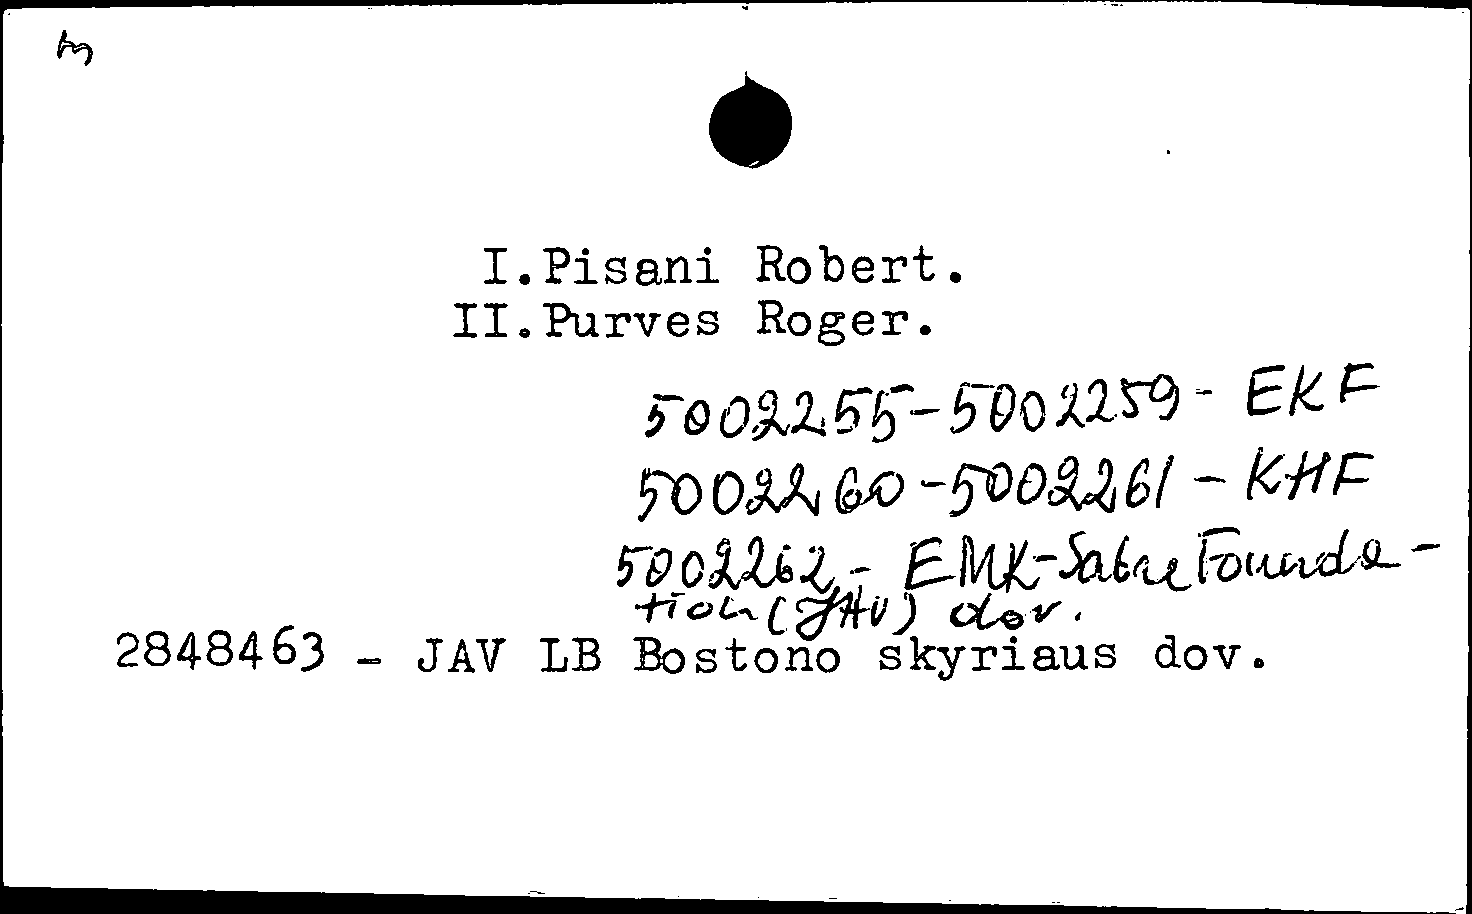 I.Pisani Robert.
II.Purves Roger.
5002255-5002259- EKF
5002260-5002261 - KHF
5002262.- EMK-Sabre Founda-
tion (JAV) dov.
2848463 - JAV LB Bostono skyriaus dov.